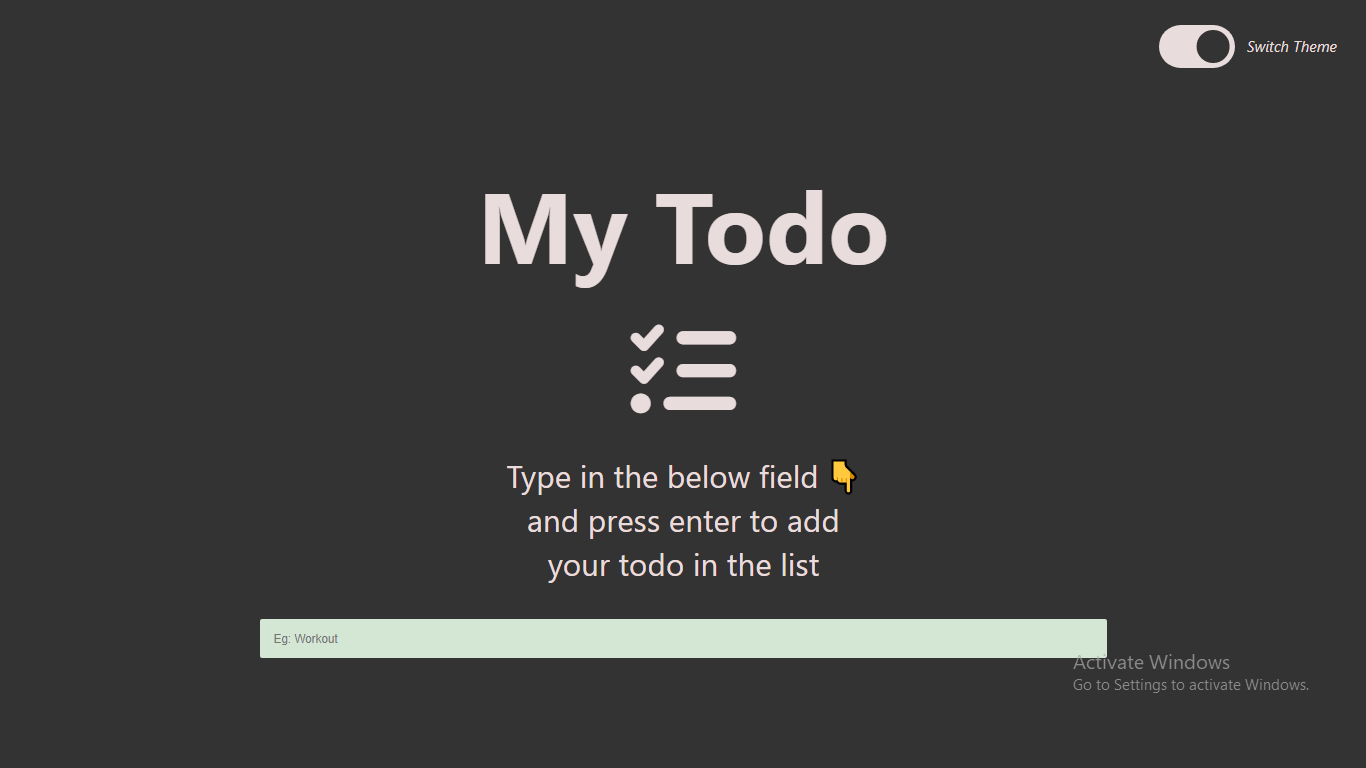 Switch Theme
My Todo
Type in the below field 👇
and press enter to add
your todo in the list
Eg: Workout
Activate Windows
Go to Settings to activate Windows.